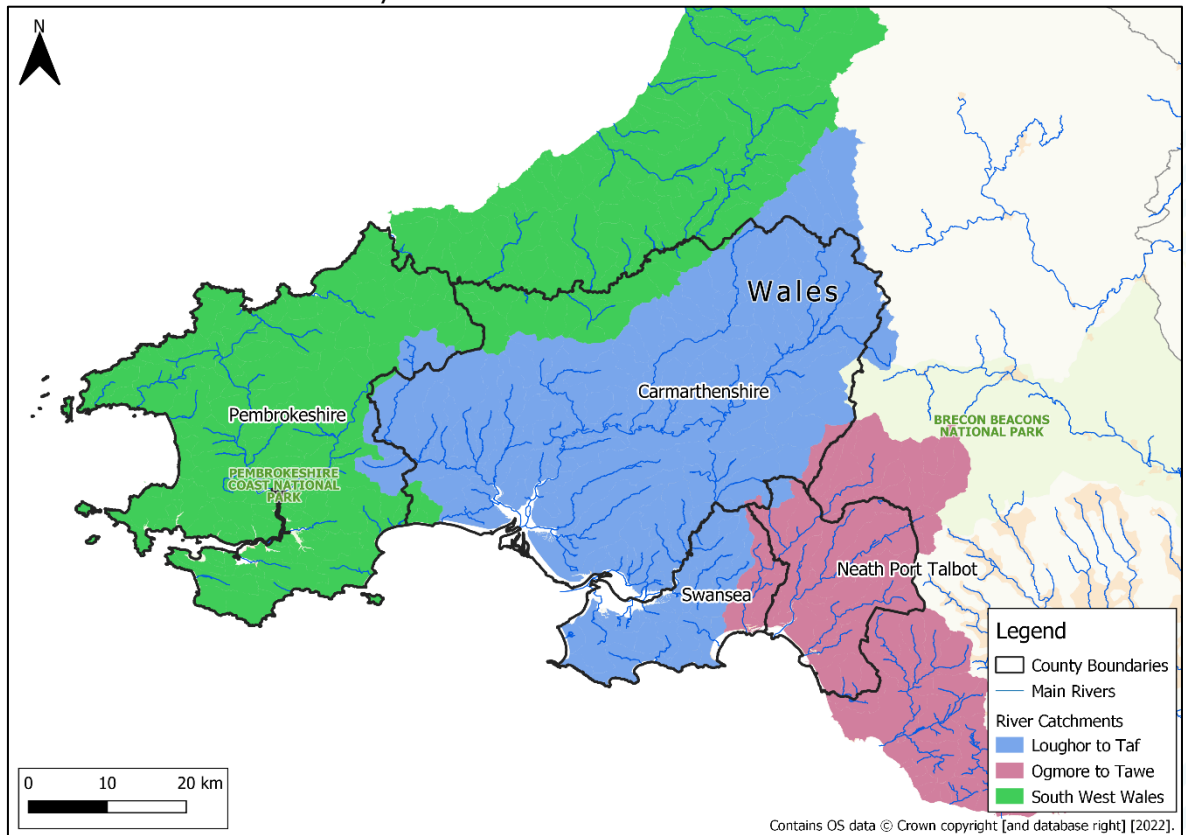 N
Wales
Carmarthenshire
Pembrokeshire
BRECON BEACONS
NATIONAL PARK
PEMBROKESHIRE
COAST NATIONAL
PARK
Neath Port Talbot
Swansea
Legend
County Boundaries
Main Rivers
River Catchments
Loughor to Taf
Ogmore to Tawe
South West Wales
0 10 20 km
Contains OS data © Crown copyright [and database right] [2022].